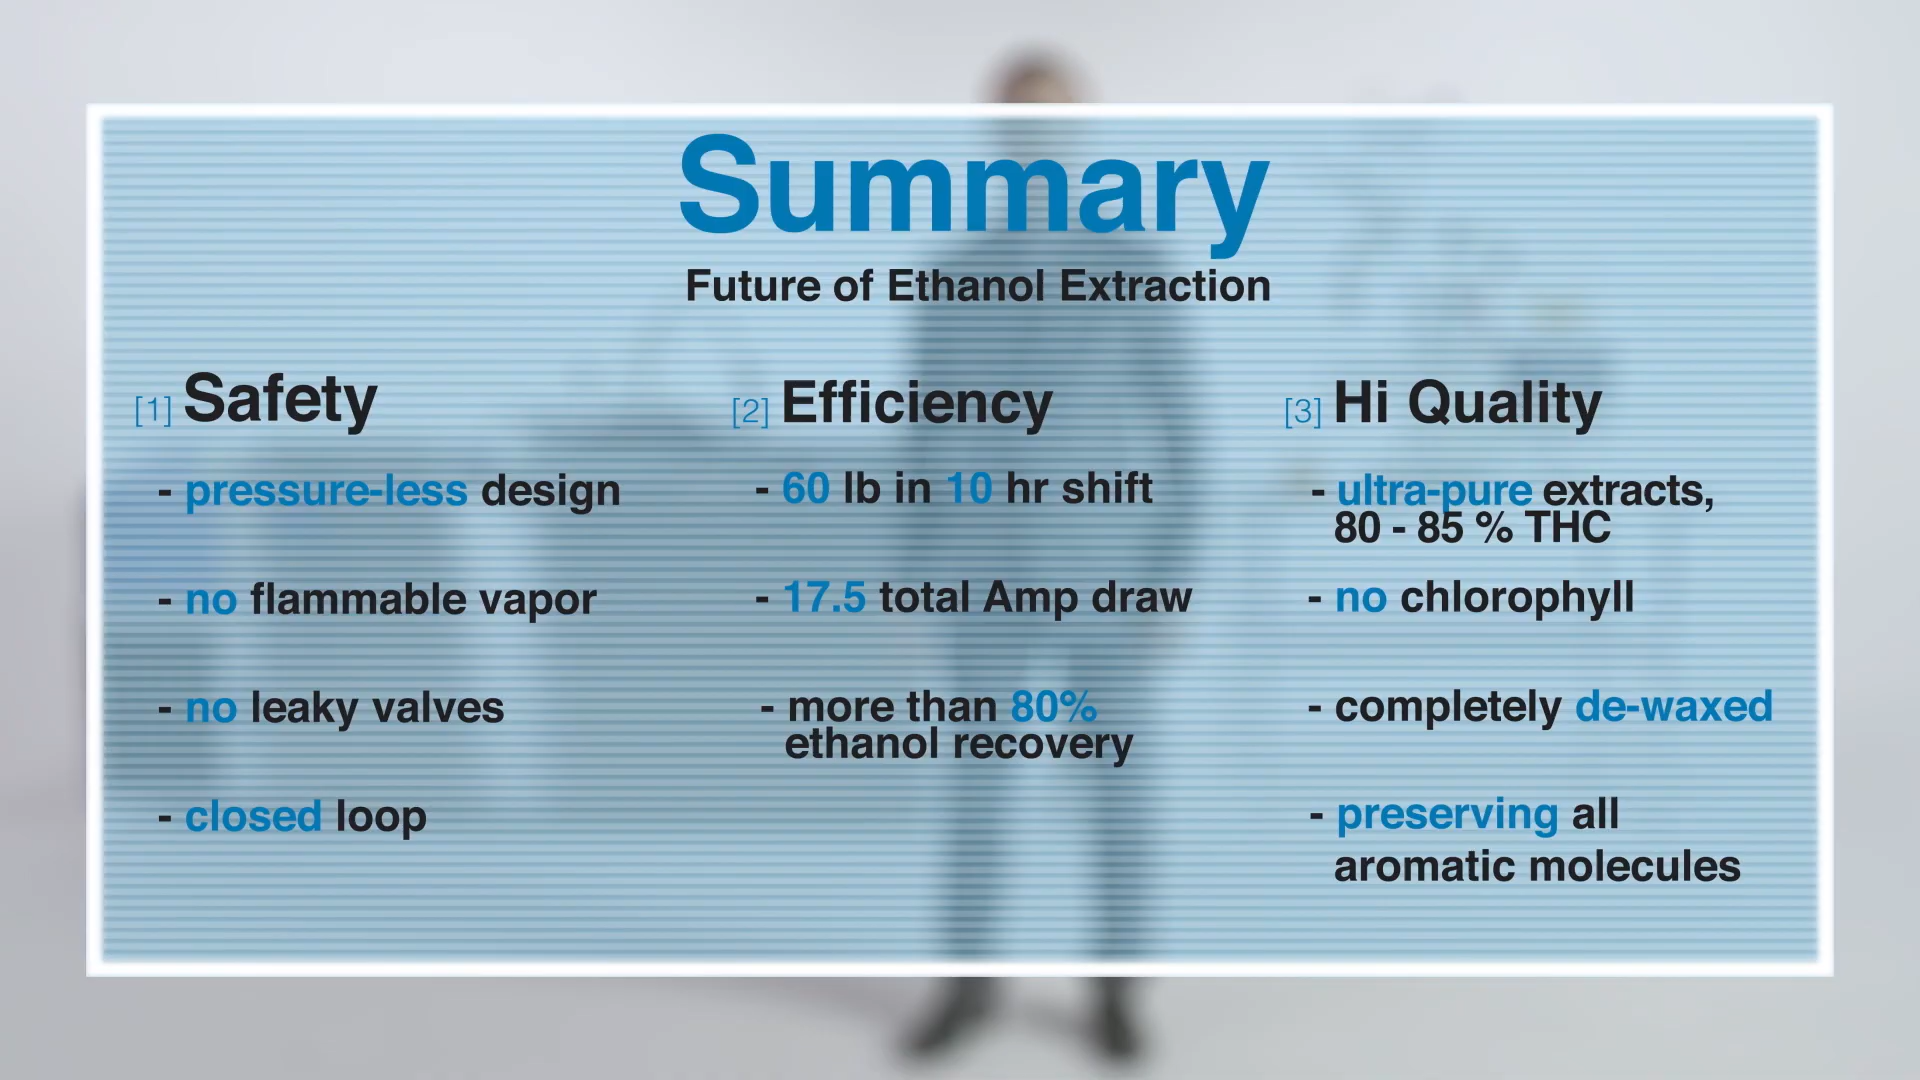 Summary
Future of Ethanol Extraction
[1] Safety
- pressure-less design
- no flammable vapor
- no leaky valves
- closed loop
[2] Efficiency
- 60 lb in 10 hr shift
- 17.5 total Amp draw
- more than 80%
ethanol recovery
[3] Hi Quality
- ultra-pure extracts,
80 - 85 % THC
- no chlorophyll
- completely de-waxed
- preserving all
aromatic molecules